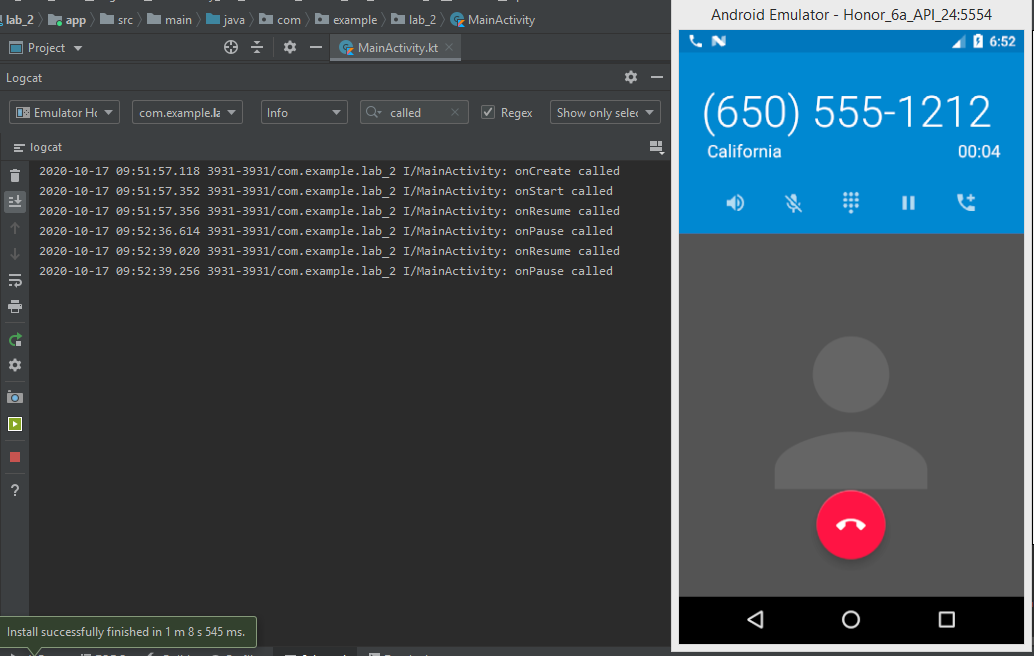 lab_2 app src main java com example lab_2 MainActivity
Project MainActivity.kt
Logcat
Emulator Ho com.example.la Info called Regex Show only selec
logcat
2020-10-17 09:51:57.118 3931-3931/com.example.lab_2 I/MainActivity: onCreate called
2020-10-17 09:51:57.352 3931-3931/com.example.lab_2 I/MainActivity: onStart called
2020-10-17 09:51:57.356 3931-3931/com.example.lab_2 I/MainActivity: onResume called
2020-10-17 09:52:36.614 3931-3931/com.example.lab_2 I/MainActivity: onPause called
2020-10-17 09:52:39.020 3931-3931/com.example.lab_2 I/MainActivity: onResume called
2020-10-17 09:52:39.256 3931-3931/com.example.lab_2 I/MainActivity: onPause called
Install successfully finished in 1 m 8 s 545 ms.
Android Emulator - Honor_6a_API_24:5554
6:52
(650) 555-1212
California 00:04